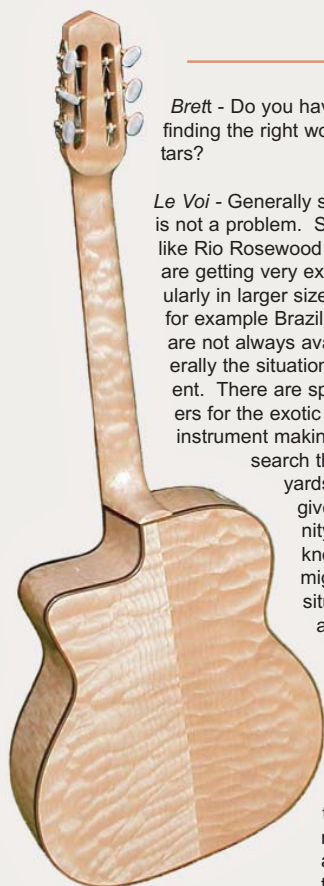 Brett - Do you hav
finding the right wo
tars?
Le Voi - Generally s
is not a problem. S
like Rio Rosewood
are getting very ex
ularly in larger size
for example Brazil
are not always ava
erally the situation
ent. There are sp
ers for the exotic
instrument making
search th
yards
give
nity
kno
mig
situ
a